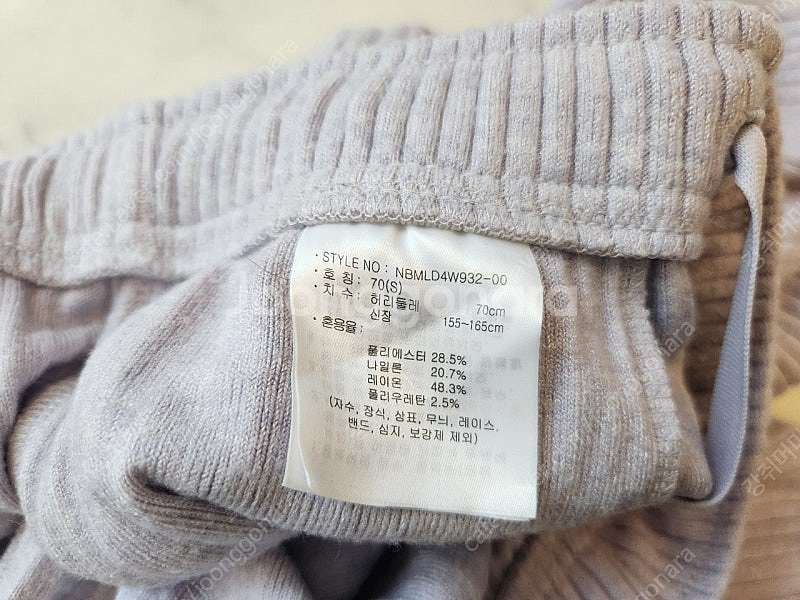 · STYLE NO : NBMLD4W932-00
· 호 칭 : 70(S)
· 치 수 : 허리둘레 70cm
신장 155~165cm
· 혼용율 :
폴리에스터 28.5%
나일론 20.7%
레이온 48.3%
폴리우레탄 2.5%
(자수, 장식, 상표, 무늬, 레이스,
밴드, 심지, 보강제 제외)
joonggonara